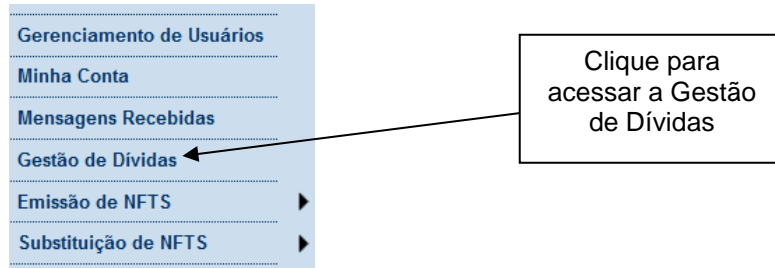 Gerenciamento de Usuários
Minha Conta
Mensagens Recebidas
Gestão de Dívidas
Emissão de NFTS
Substituição de NFTS
Clique para
acessar a Gestão
de Dívidas